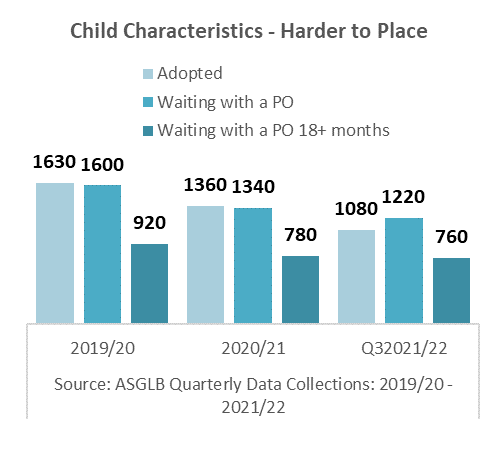 Child Characteristics - Harder to Place
Adopted
Waiting with a PO
Waiting with a PO 18+ months
1630 1600 920 1360 1340 780 1080 1220 760
2019/20 2020/21 Q32021/22
Source: ASGLB Quarterly Data Collections: 2019/20 -
2021/22